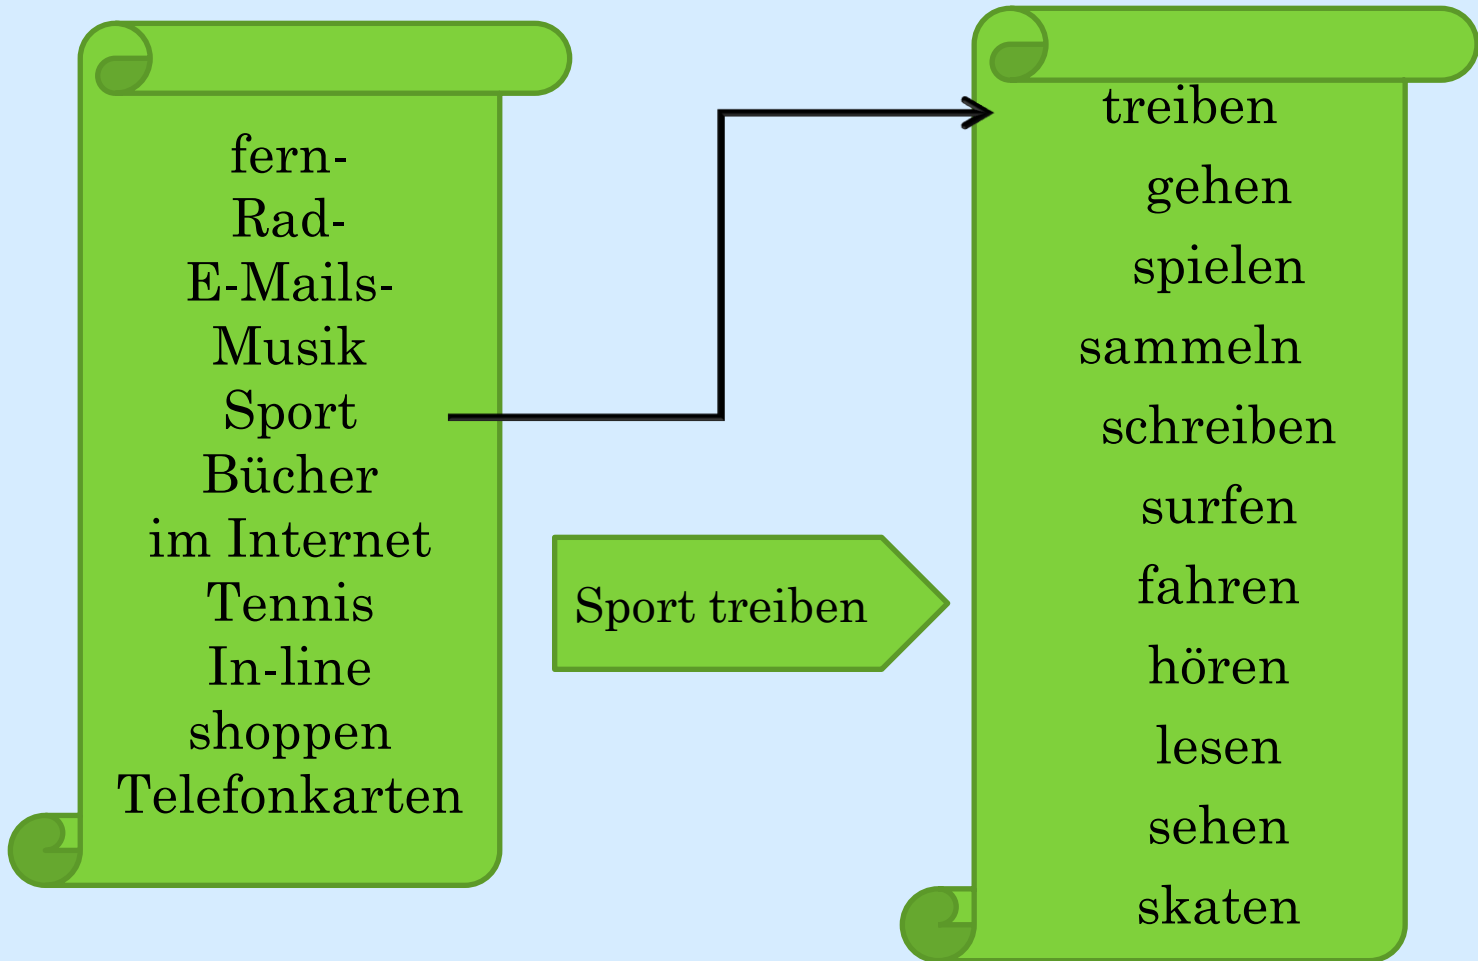 fern-
Rad-
E-Mails-
Musik
Sport
Bücher
im Internet
Tennis
In-line
shoppen
Telefonkarten
Sport treiben
treiben
gehen
spielen
sammeln
schreiben
surfen
fahren
hören
lesen
sehen
skaten